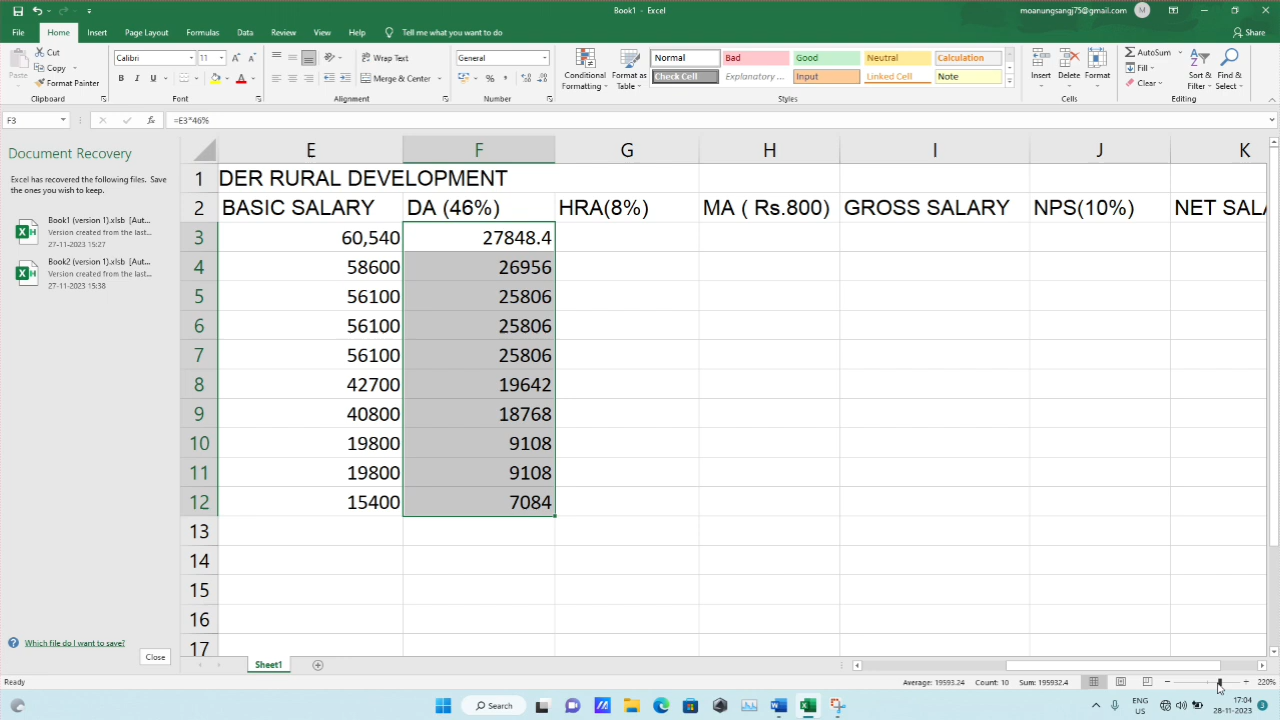 Book1 - Excel
moanungsangj75@gmail.com M
File Home Insert Page Layout Formulas Data Review View Help Tell me what you want to do Share
Paste Cut Copy Format Painter Clipboard
Calibri 11 A A B I U A Font
Wrap Text Merge & Center Alignment
General % , Number
Conditional Formatting Format as Table
Normal Bad Good Neutral Calculation
Check Cell Explanatory ... Input Linked Cell Note
Styles
Insert Delete Format Cells
AutoSum Fill Clear Sort & Filter Find & Select Editing
F3 fx =E3*46%
Document Recovery
Excel has recovered the following files. Save
the ones you wish to keep.
Book1 (version 1).xlsb [Aut...
Version created from the last...
27-11-2023 15:27
Book2 (version 1).xlsb [Aut...
Version created from the last...
27-11-2023 15:38
Which file do I want to save?
Close
E F G H I J K
1 DER RURAL DEVELOPMENT
2 BASIC SALARY DA (46%) HRA(8%) MA ( Rs.800) GROSS SALARY NPS(10%) NET SALA
3 60,540 27848.4
4 58600 26956
5 56100 25806
6 56100 25806
7 56100 25806
8 42700 19642
9 40800 18768
10 19800 9108
11 19800 9108
12 15400 7084
13
14
15
16
17
Sheet1
Ready Average: 19593.24 Count: 10 Sum: 195932.4 220%
Search
ENG
US
17:04
28-11-2023